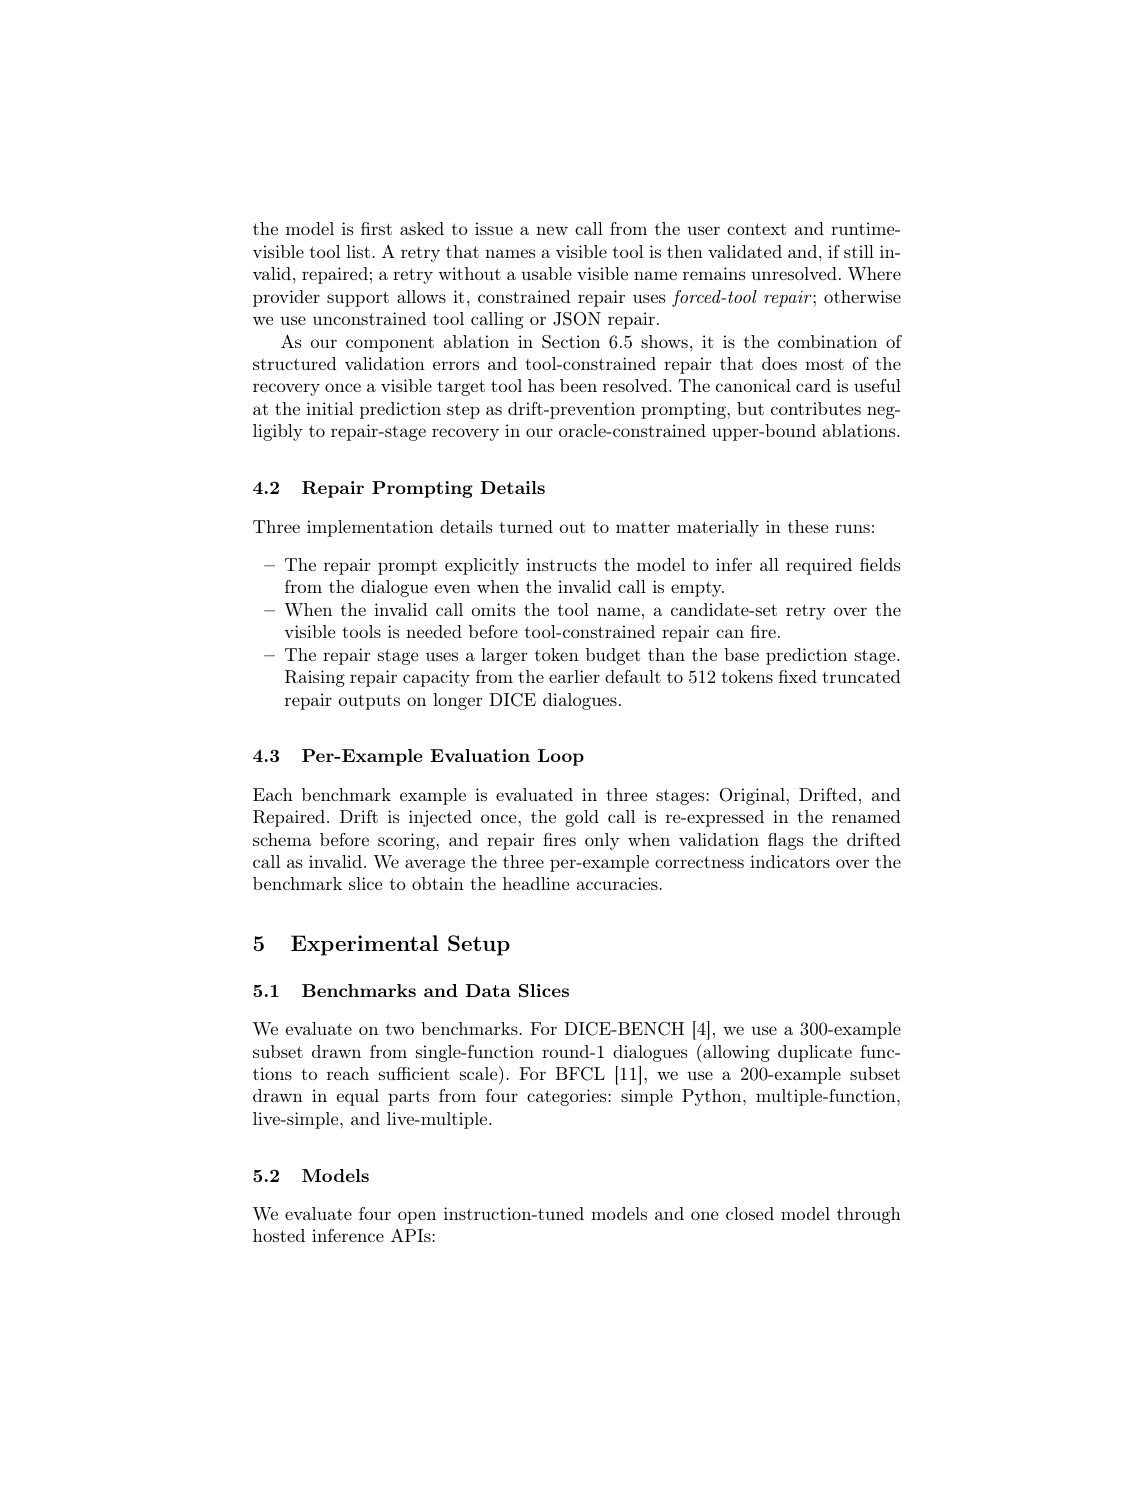 the model is first asked to issue a new call from the user context and runtime-
visible tool list. A retry that names a visible tool is then validated and, if still in-
valid, repaired; a retry without a usable visible name remains unresolved. Where
provider support allows it, constrained repair uses forced-tool repair; otherwise
we use unconstrained tool calling or JSON repair.
As our component ablation in Section 6.5 shows, it is the combination of
structured validation errors and tool-constrained repair that does most of the
recovery once a visible target tool has been resolved. The canonical card is useful
at the initial prediction step as drift-prevention prompting, but contributes neg-
ligibly to repair-stage recovery in our oracle-constrained upper-bound ablations.
4.2 Repair Prompting Details
Three implementation details turned out to matter materially in these runs:
– The repair prompt explicitly instructs the model to infer all required fields
from the dialogue even when the invalid call is empty.
– When the invalid call omits the tool name, a candidate-set retry over the
visible tools is needed before tool-constrained repair can fire.
– The repair stage uses a larger token budget than the base prediction stage.
Raising repair capacity from the earlier default to 512 tokens fixed truncated
repair outputs on longer DICE dialogues.
4.3 Per-Example Evaluation Loop
Each benchmark example is evaluated in three stages: Original, Drifted, and
Repaired. Drift is injected once, the gold call is re-expressed in the renamed
schema before scoring, and repair fires only when validation flags the drifted
call as invalid. We average the three per-example correctness indicators over the
benchmark slice to obtain the headline accuracies.
5 Experimental Setup
5.1 Benchmarks and Data Slices
We evaluate on two benchmarks. For DICE-BENCH [4], we use a 300-example
subset drawn from single-function round-1 dialogues (allowing duplicate func-
tions to reach sufficient scale). For BFCL [11], we use a 200-example subset
drawn in equal parts from four categories: simple Python, multiple-function,
live-simple, and live-multiple.
5.2 Models
We evaluate four open instruction-tuned models and one closed model through
hosted inference APIs: